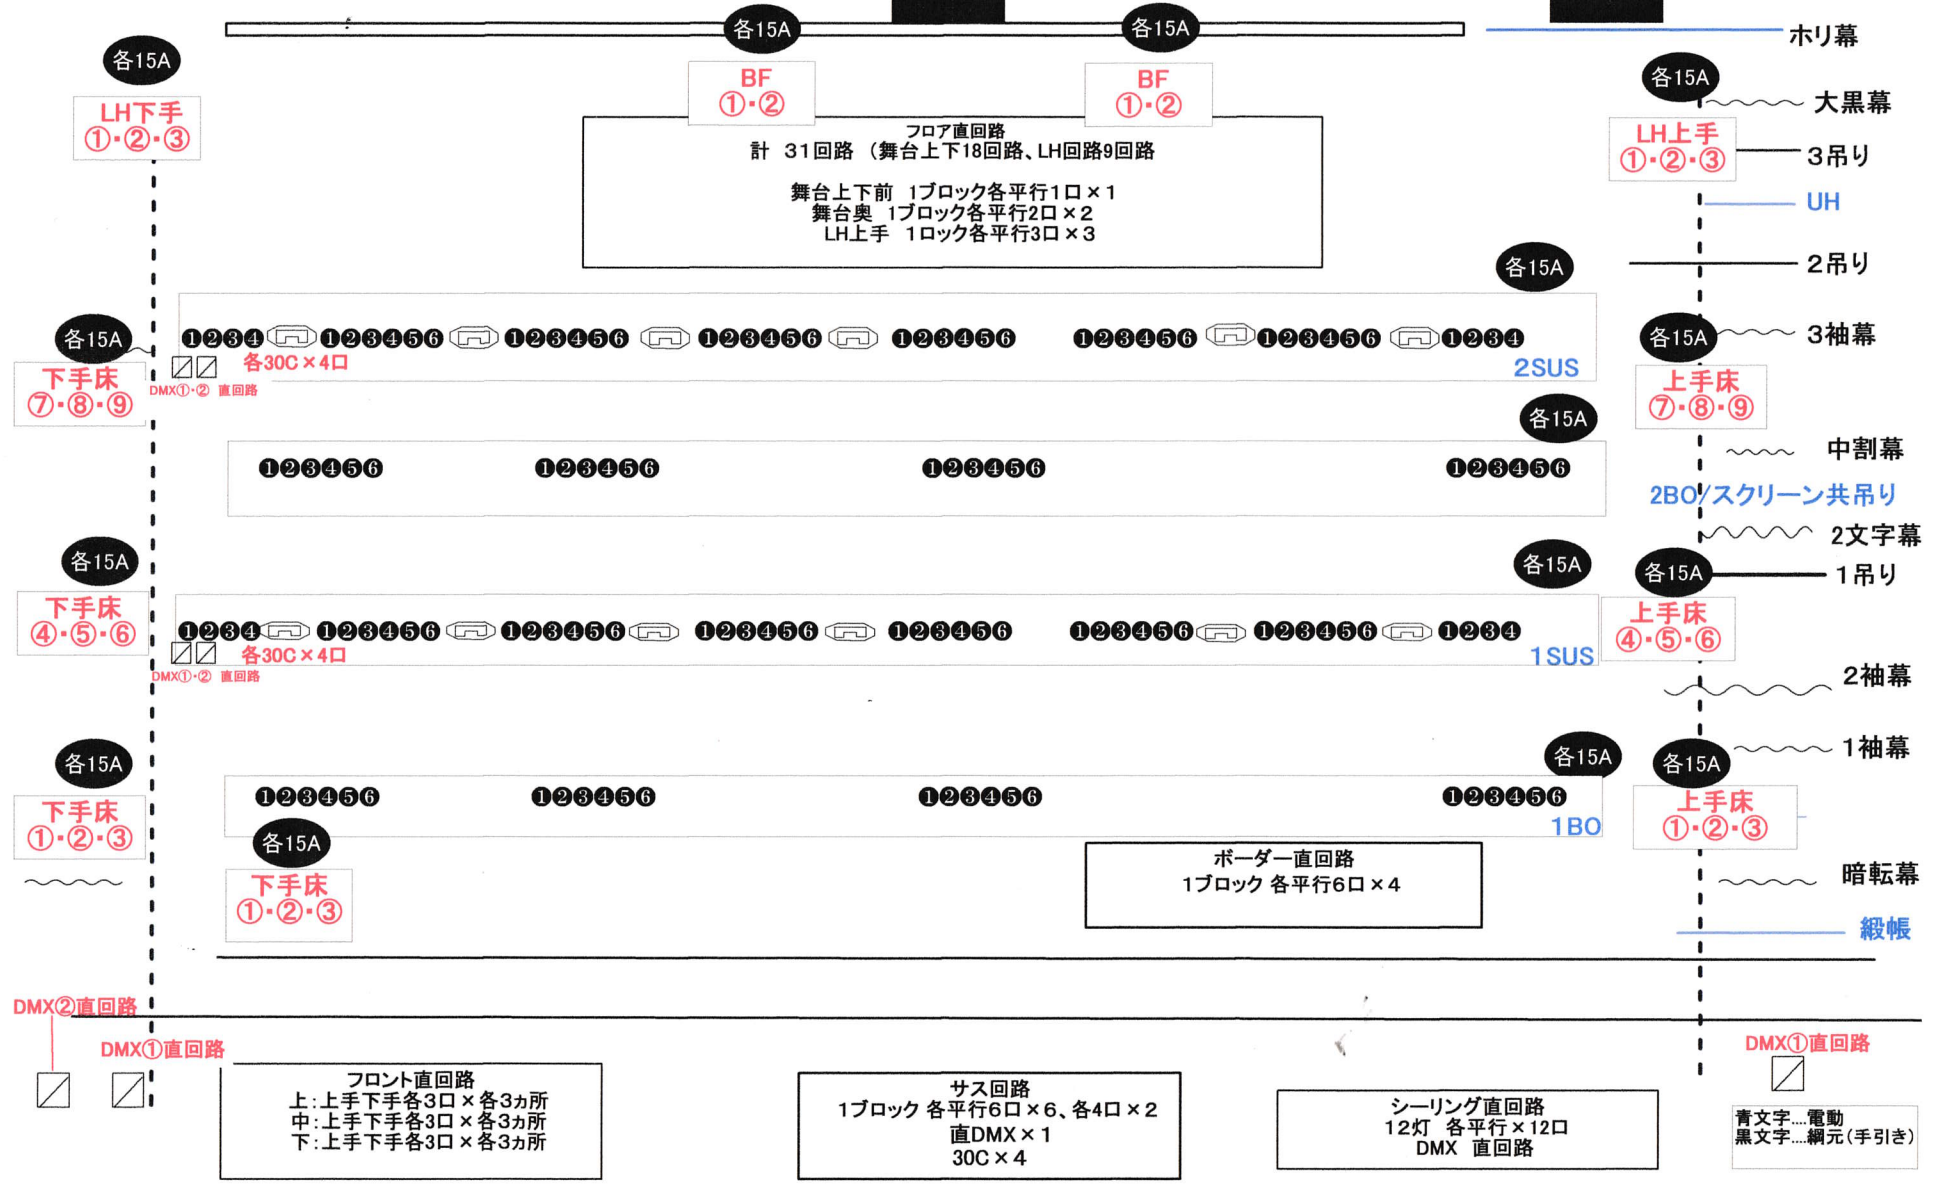 各15A
各15A
ホリ幕
各15A
BF
①・②
BF
①・②
各15A
大黒幕
LH下手
①・②・③
LH上手
①・②・③
3吊り
UH
フロア直回路
計 31回路 (舞台上下18回路、LH回路9回路
舞台上下前 1ブロック各平行1口×1
舞台奥 1ブロック各平行2口×2
LH上手 1ロック各平行3口×3
2吊り
各15A
各15A
❶❷❸❹ ❶❷❸❹❺❻ ❶❷❸❹❺❻ ❶❷❸❹❺❻ ❶❷❸❹❺❻ ❶❷❸❹❺❻ ❶❷❸❹❺❻ ❶❷❸❹
各15A
3袖幕
各30C×4口
2SUS
DMX①・② 直回路
下手床
⑦・⑧・⑨
上手床
⑦・⑧・⑨
各15A
❶❷❸❹❺❻ ❶❷❸❹❺❻ ❶❷❸❹❺❻ ❶❷❸❹❺❻
中割幕
2BO/スクリーン共吊り
2文字幕
各15A
各15A
各15A
1吊り
下手床
④・⑤・⑥
❶❷❸❹ ❶❷❸❹❺❻ ❶❷❸❹❺❻ ❶❷❸❹❺❻ ❶❷❸❹❺❻ ❶❷❸❹❺❻ ❶❷❸❹❺❻ ❶❷❸❹
上手床
④・⑤・⑥
各30C×4口
1SUS
DMX①・② 直回路
2袖幕
1袖幕
各15A
各15A
各15A
下手床
①・②・③
❶❷❸❹❺❻ ❶❷❸❹❺❻ ❶❷❸❹❺❻ ❶❷❸❹❺❻
1BO
上手床
①・②・③
各15A
下手床
①・②・③
ボーダー直回路
1ブロック 各平行6口×4
暗転幕
緞帳
DMX②直回路
DMX①直回路
DMX①直回路
フロント直回路
上:上手下手各3口×各3ヵ所
中:上手下手各3口×各3ヵ所
下:上手下手各3口×各3ヵ所
サス回路
1ブロック 各平行6口×6、各4口×2
直DMX×1
30C×4
シーリング直回路
12灯 各平行×12口
DMX 直回路
青文字....電動
黒文字....綱元(手引き)